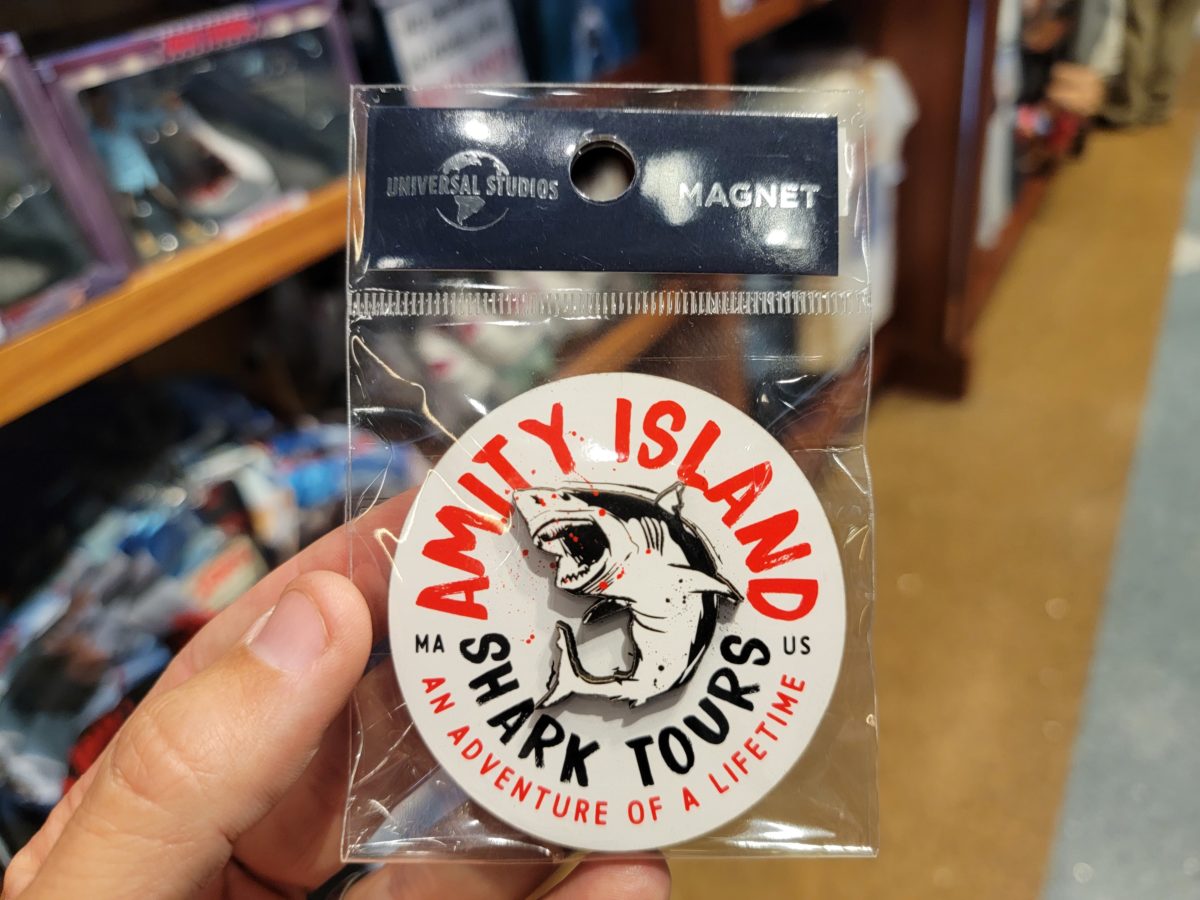 UNIVERSAL STUDIOS
MAGNET
AMITY ISLAND
MA
US
SHARK TOURS
AN ADVENTURE OF A LIFETIME